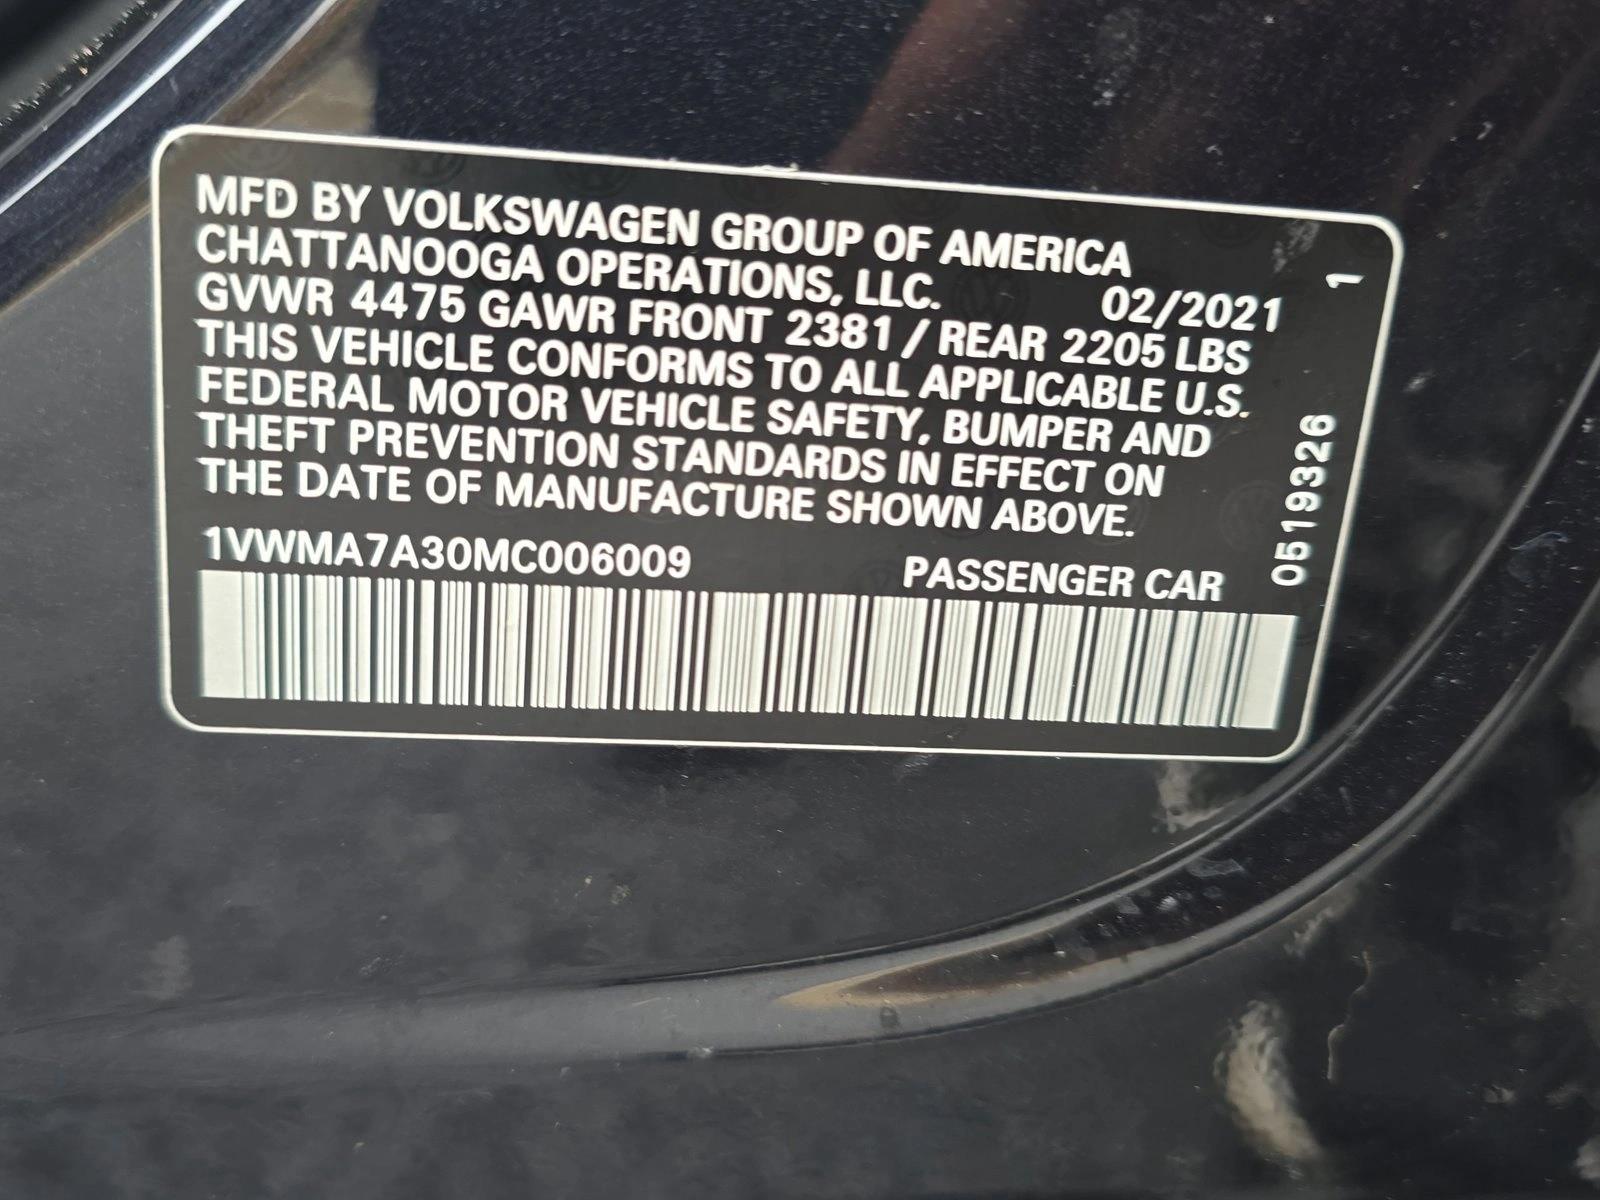 MFD BY VOLKSWAGEN GROUP OF AMERICA
CHATTANOOGA OPERATIONS, LLC. 02/2021
GVWR 4475 GAWR FRONT 2381 / REAR 2205 LBS
THIS VEHICLE CONFORMS TO ALL APPLICABLE U.S.
FEDERAL MOTOR VEHICLE SAFETY, BUMPER AND
THEFT PREVENTION STANDARDS IN EFFECT ON
THE DATE OF MANUFACTURE SHOWN ABOVE.
1VWMA7A30MC006009 PASSENGER CAR
0519326 1